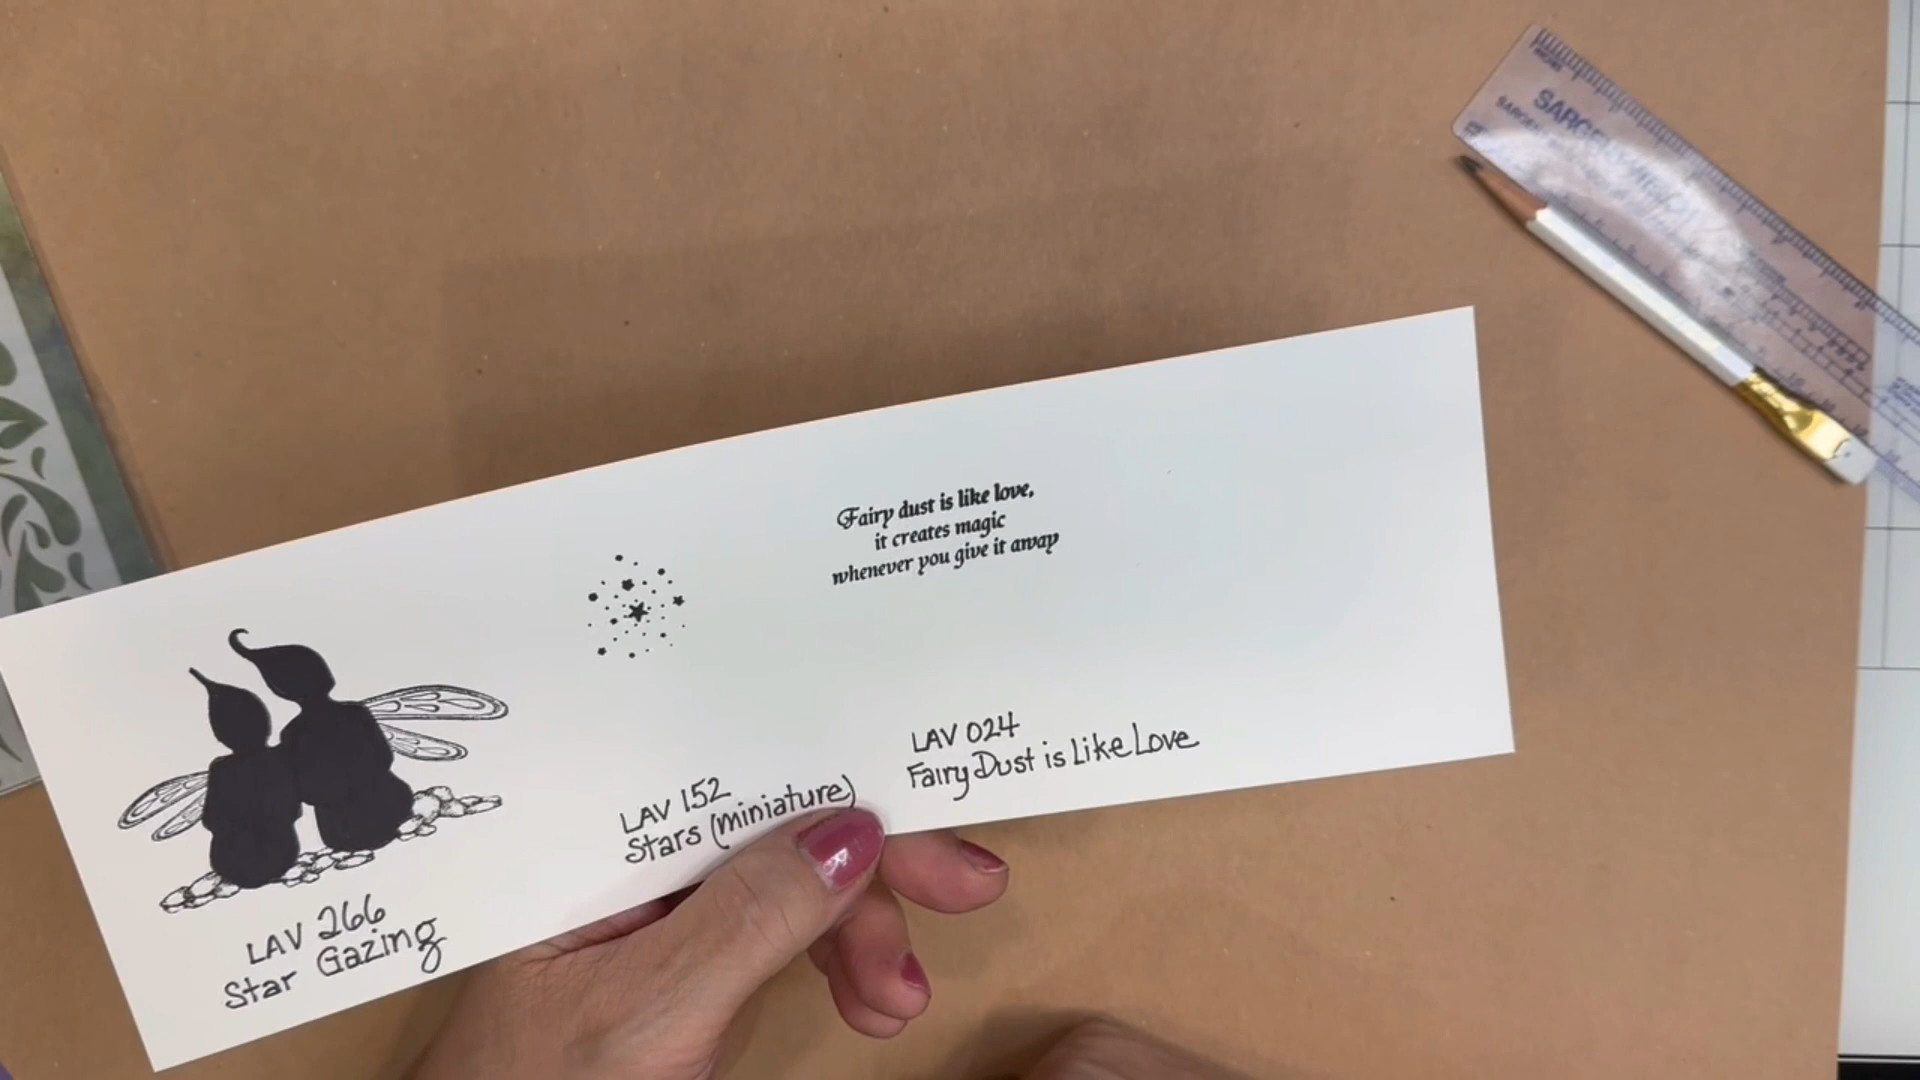 Fairy dust is like love,
it creates magic
whenever you give it away
LAV 266
Star Gazing
LAV 152
Stars (miniature)
LAV 024
Fairy Dust is Like Love